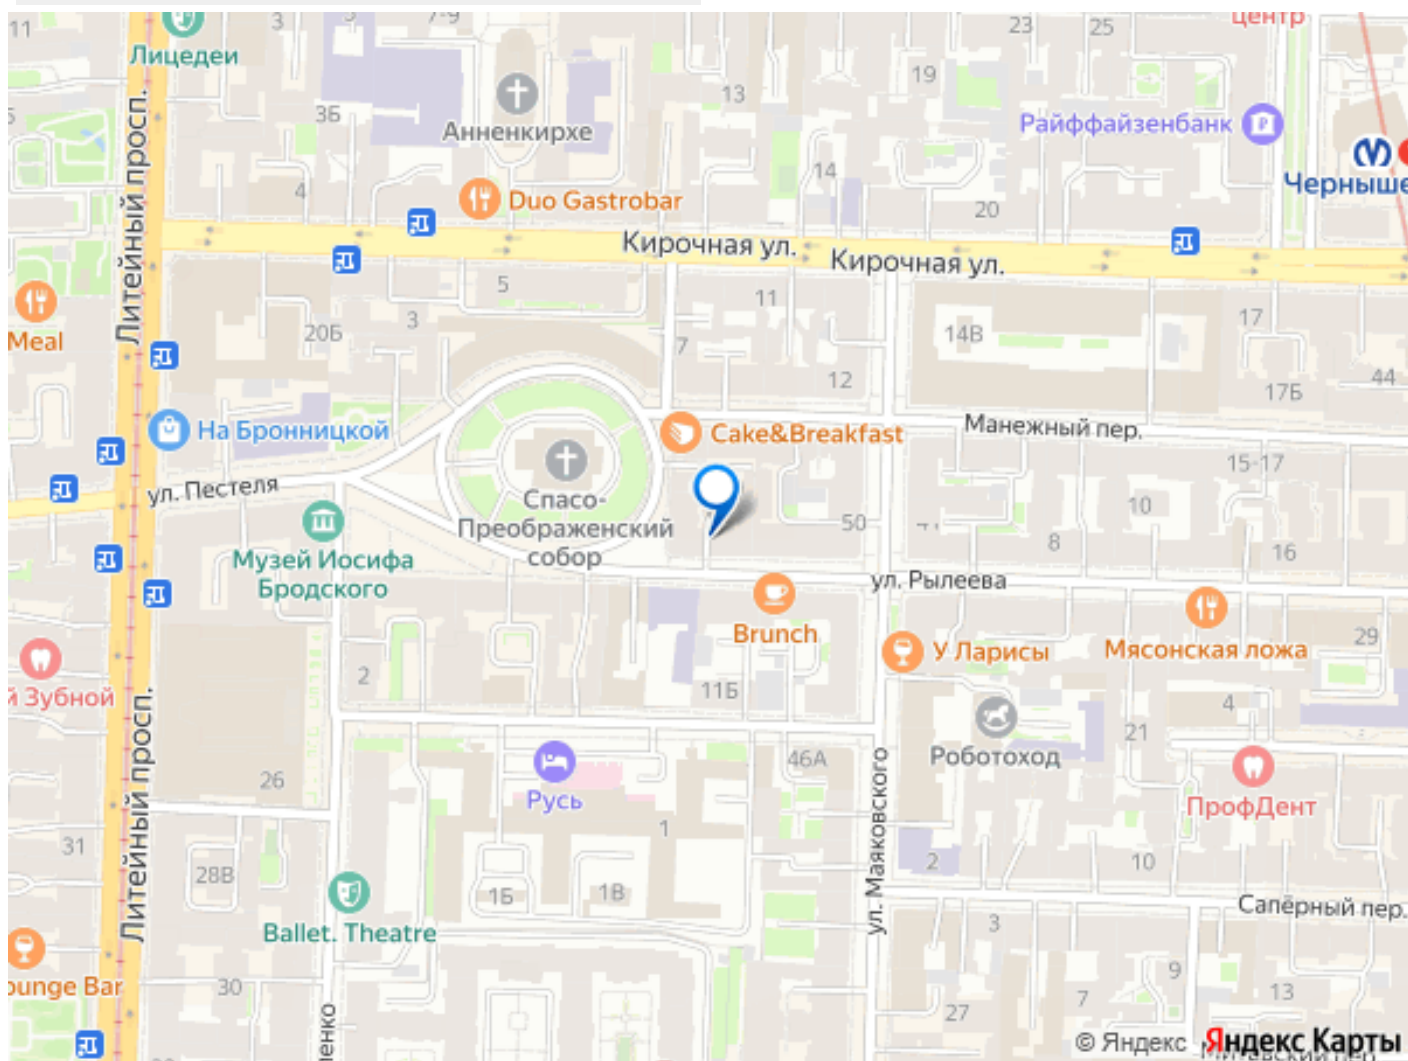 11
3
7-9
23
25
центр
Лицедеи
19
13
3Б
Анненкирхе
Райффайзенбанк
Черныше
14
4
Duo Gastrobar
20
Литейный просп.
Кирочная ул.
Кирочная ул.
5
11
17
20Б
3
14В
Meal
7
12
44
17Б
На Бронницкой
Cake&Breakfast
Манежный пер.
15-17
ул. Пестеля
Спасо-
Преображенский
собор
10
50
8
16
Музей Иосифа
Бродского
ул. Рылеева
Brunch
У Ларисы
Мясонская ложа
29
й Зубной
2
11Б
4
21
Литейный просп.
46А
Роботоход
26
Русь
ПрофДент
1
31
ул. Маяковского
28В
2
10
1Б
1В
Сапёрный пер.
Ballet. Theatre
3
ounge Bar
30
9
7
13
27
ленко
© Яндекс Яндекс Карты